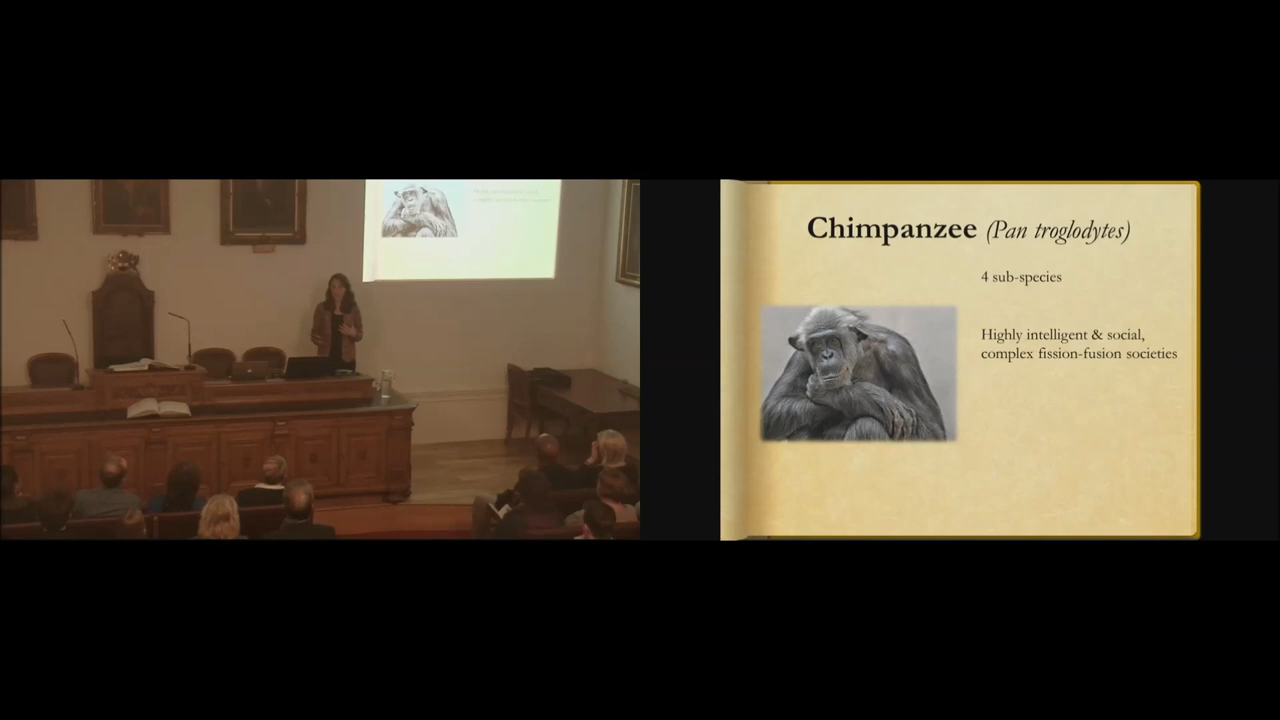 Chimpanzee (Pan troglodytes)
4 sub-species
Highly intelligent & social,
complex fission-fusion societies